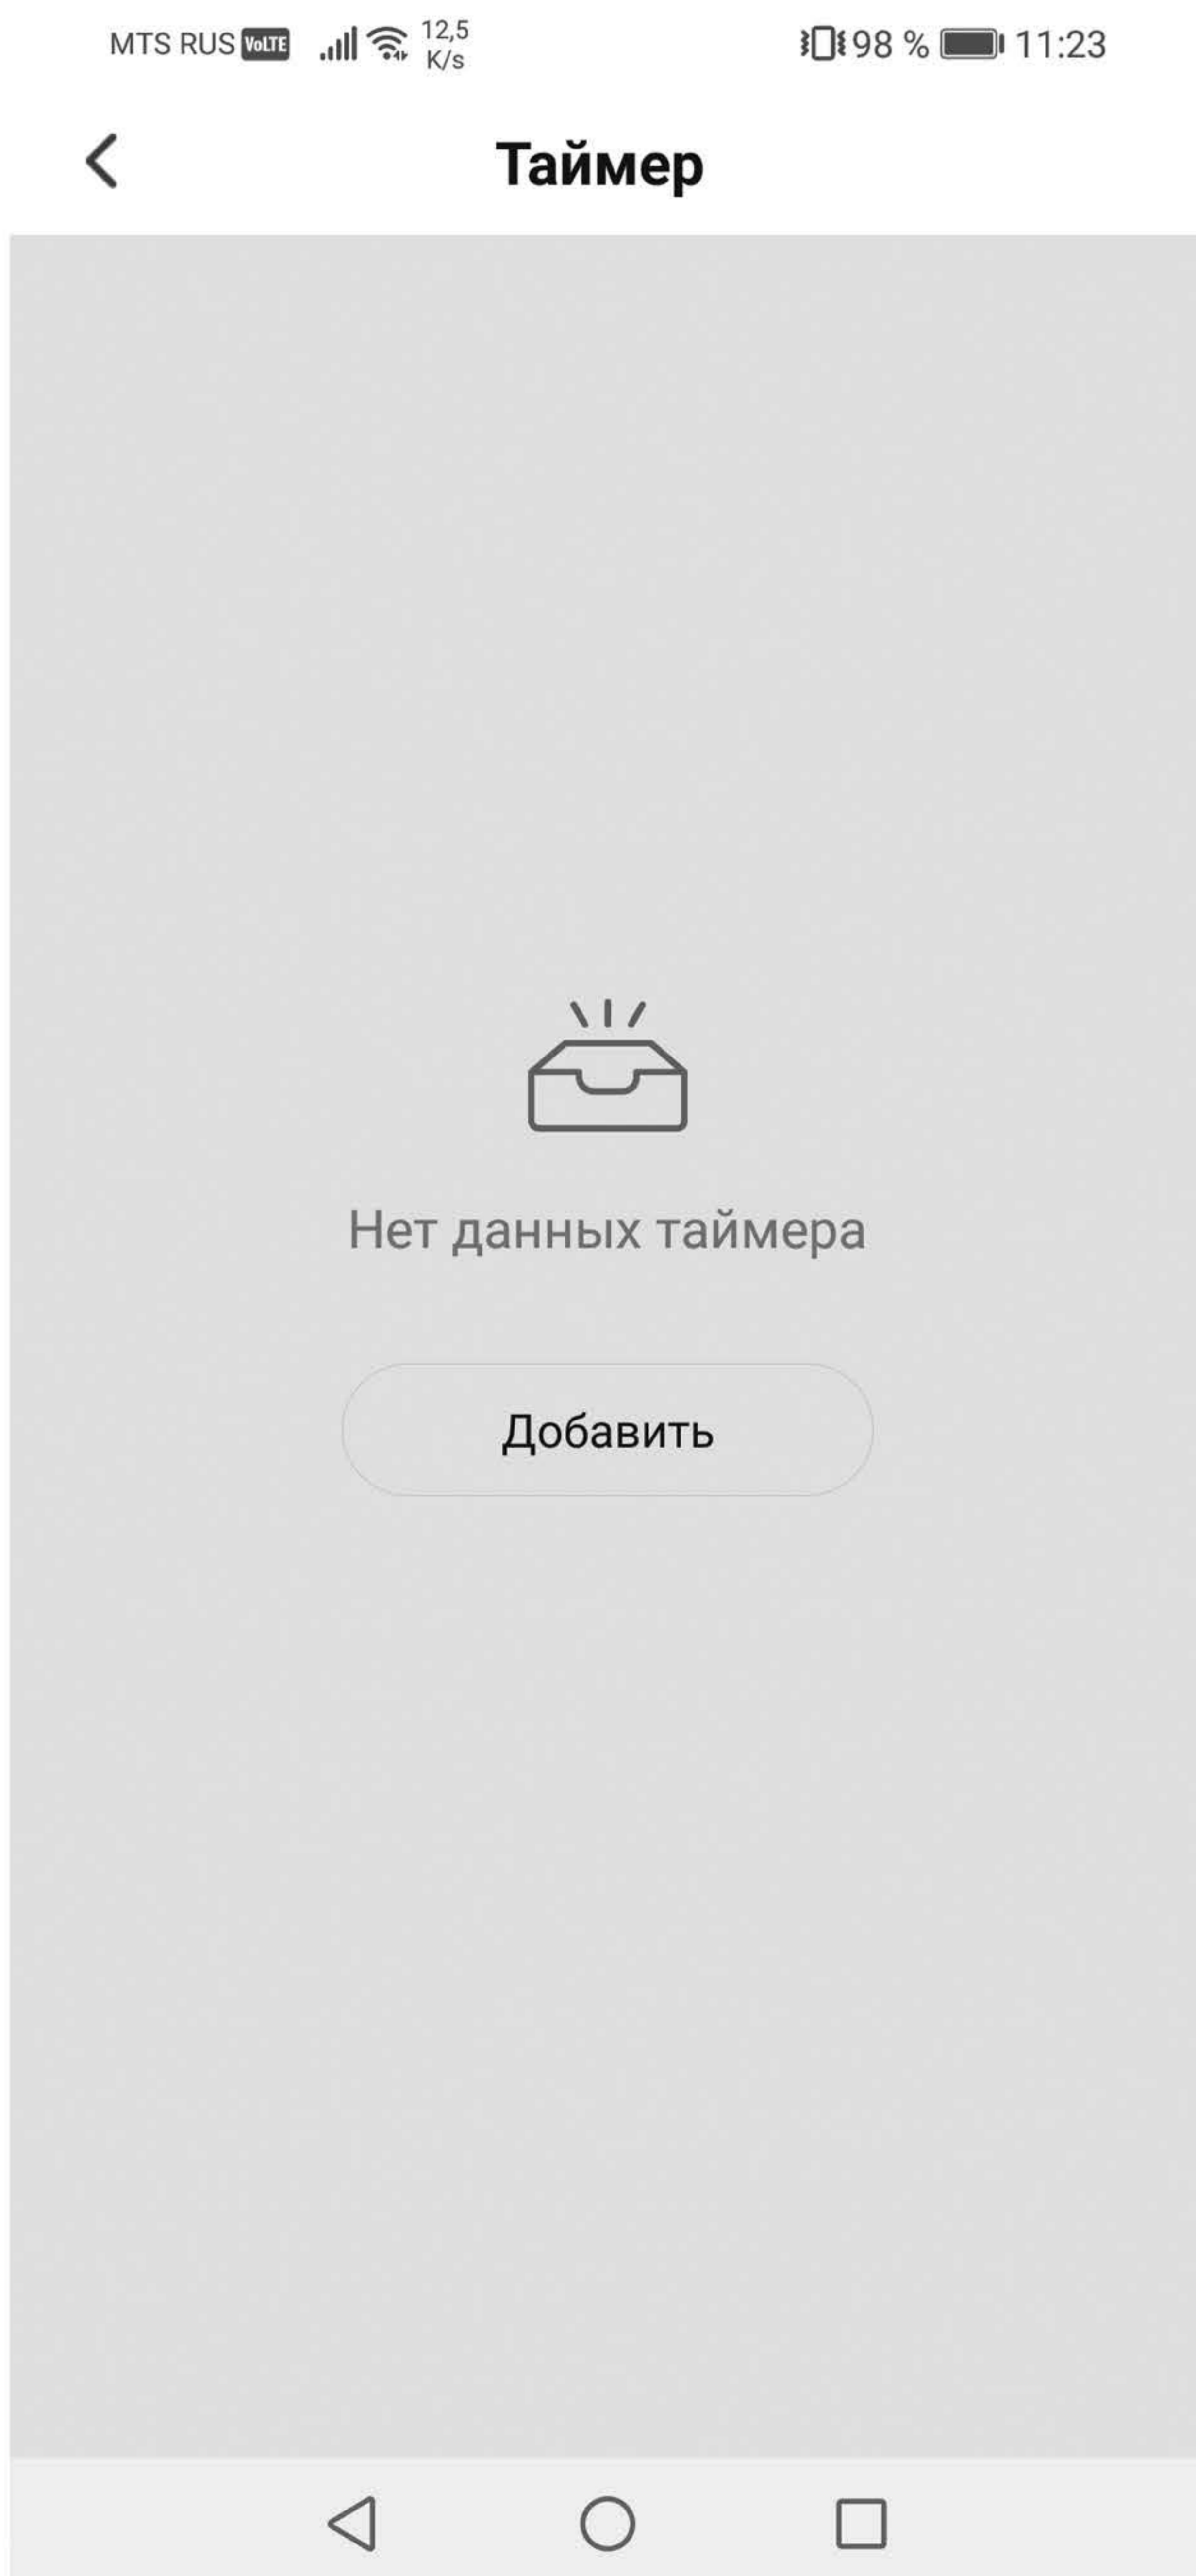 MTS RUS VoLTE 12,5 K/s 98 % 11:23
Таймер
Нет данных таймера
Добавить